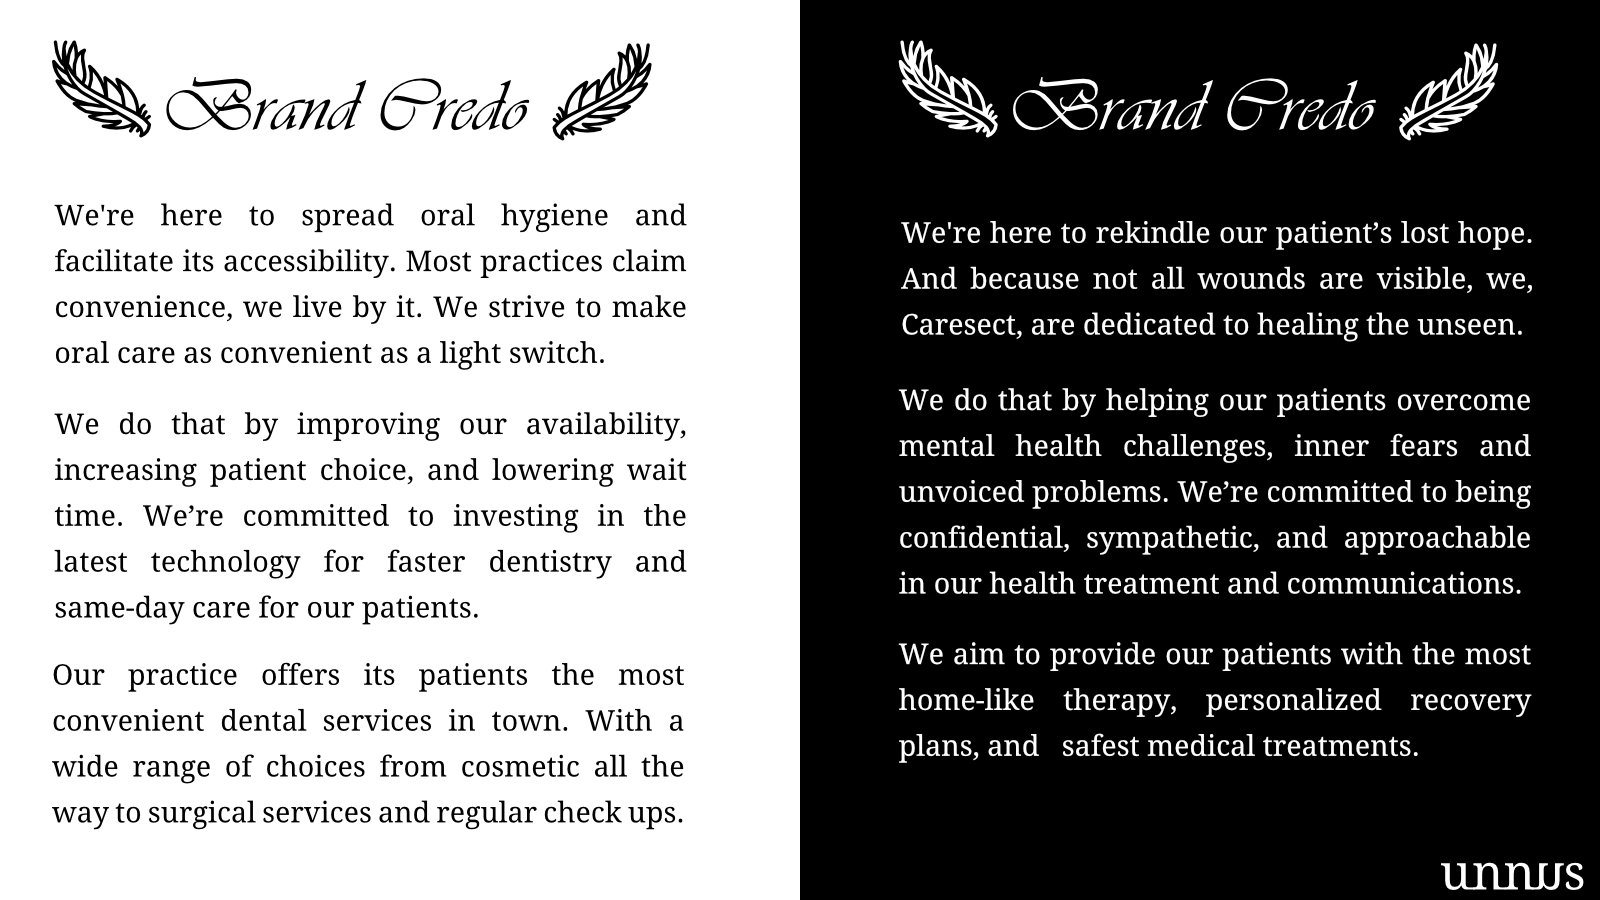 Brand Credo
We're here to spread oral hygiene and
facilitate its accessibility. Most practices claim
convenience, we live by it. We strive to make
oral care as convenient as a light switch.
We do that by improving our availability,
increasing patient choice, and lowering wait
time. We’re committed to investing in the
latest technology for faster dentistry and
same-day care for our patients.
Our practice offers its patients the most
convenient dental services in town. With a
wide range of choices from cosmetic all the
way to surgical services and regular check ups.
Brand Credo
We're here to rekindle our patient’s lost hope.
And because not all wounds are visible, we,
Caresect, are dedicated to healing the unseen.
We do that by helping our patients overcome
mental health challenges, inner fears and
unvoiced problems. We’re committed to being
confidential, sympathetic, and approachable
in our health treatment and communications.
We aim to provide our patients with the most
home-like therapy, personalized recovery
plans, and safest medical treatments.